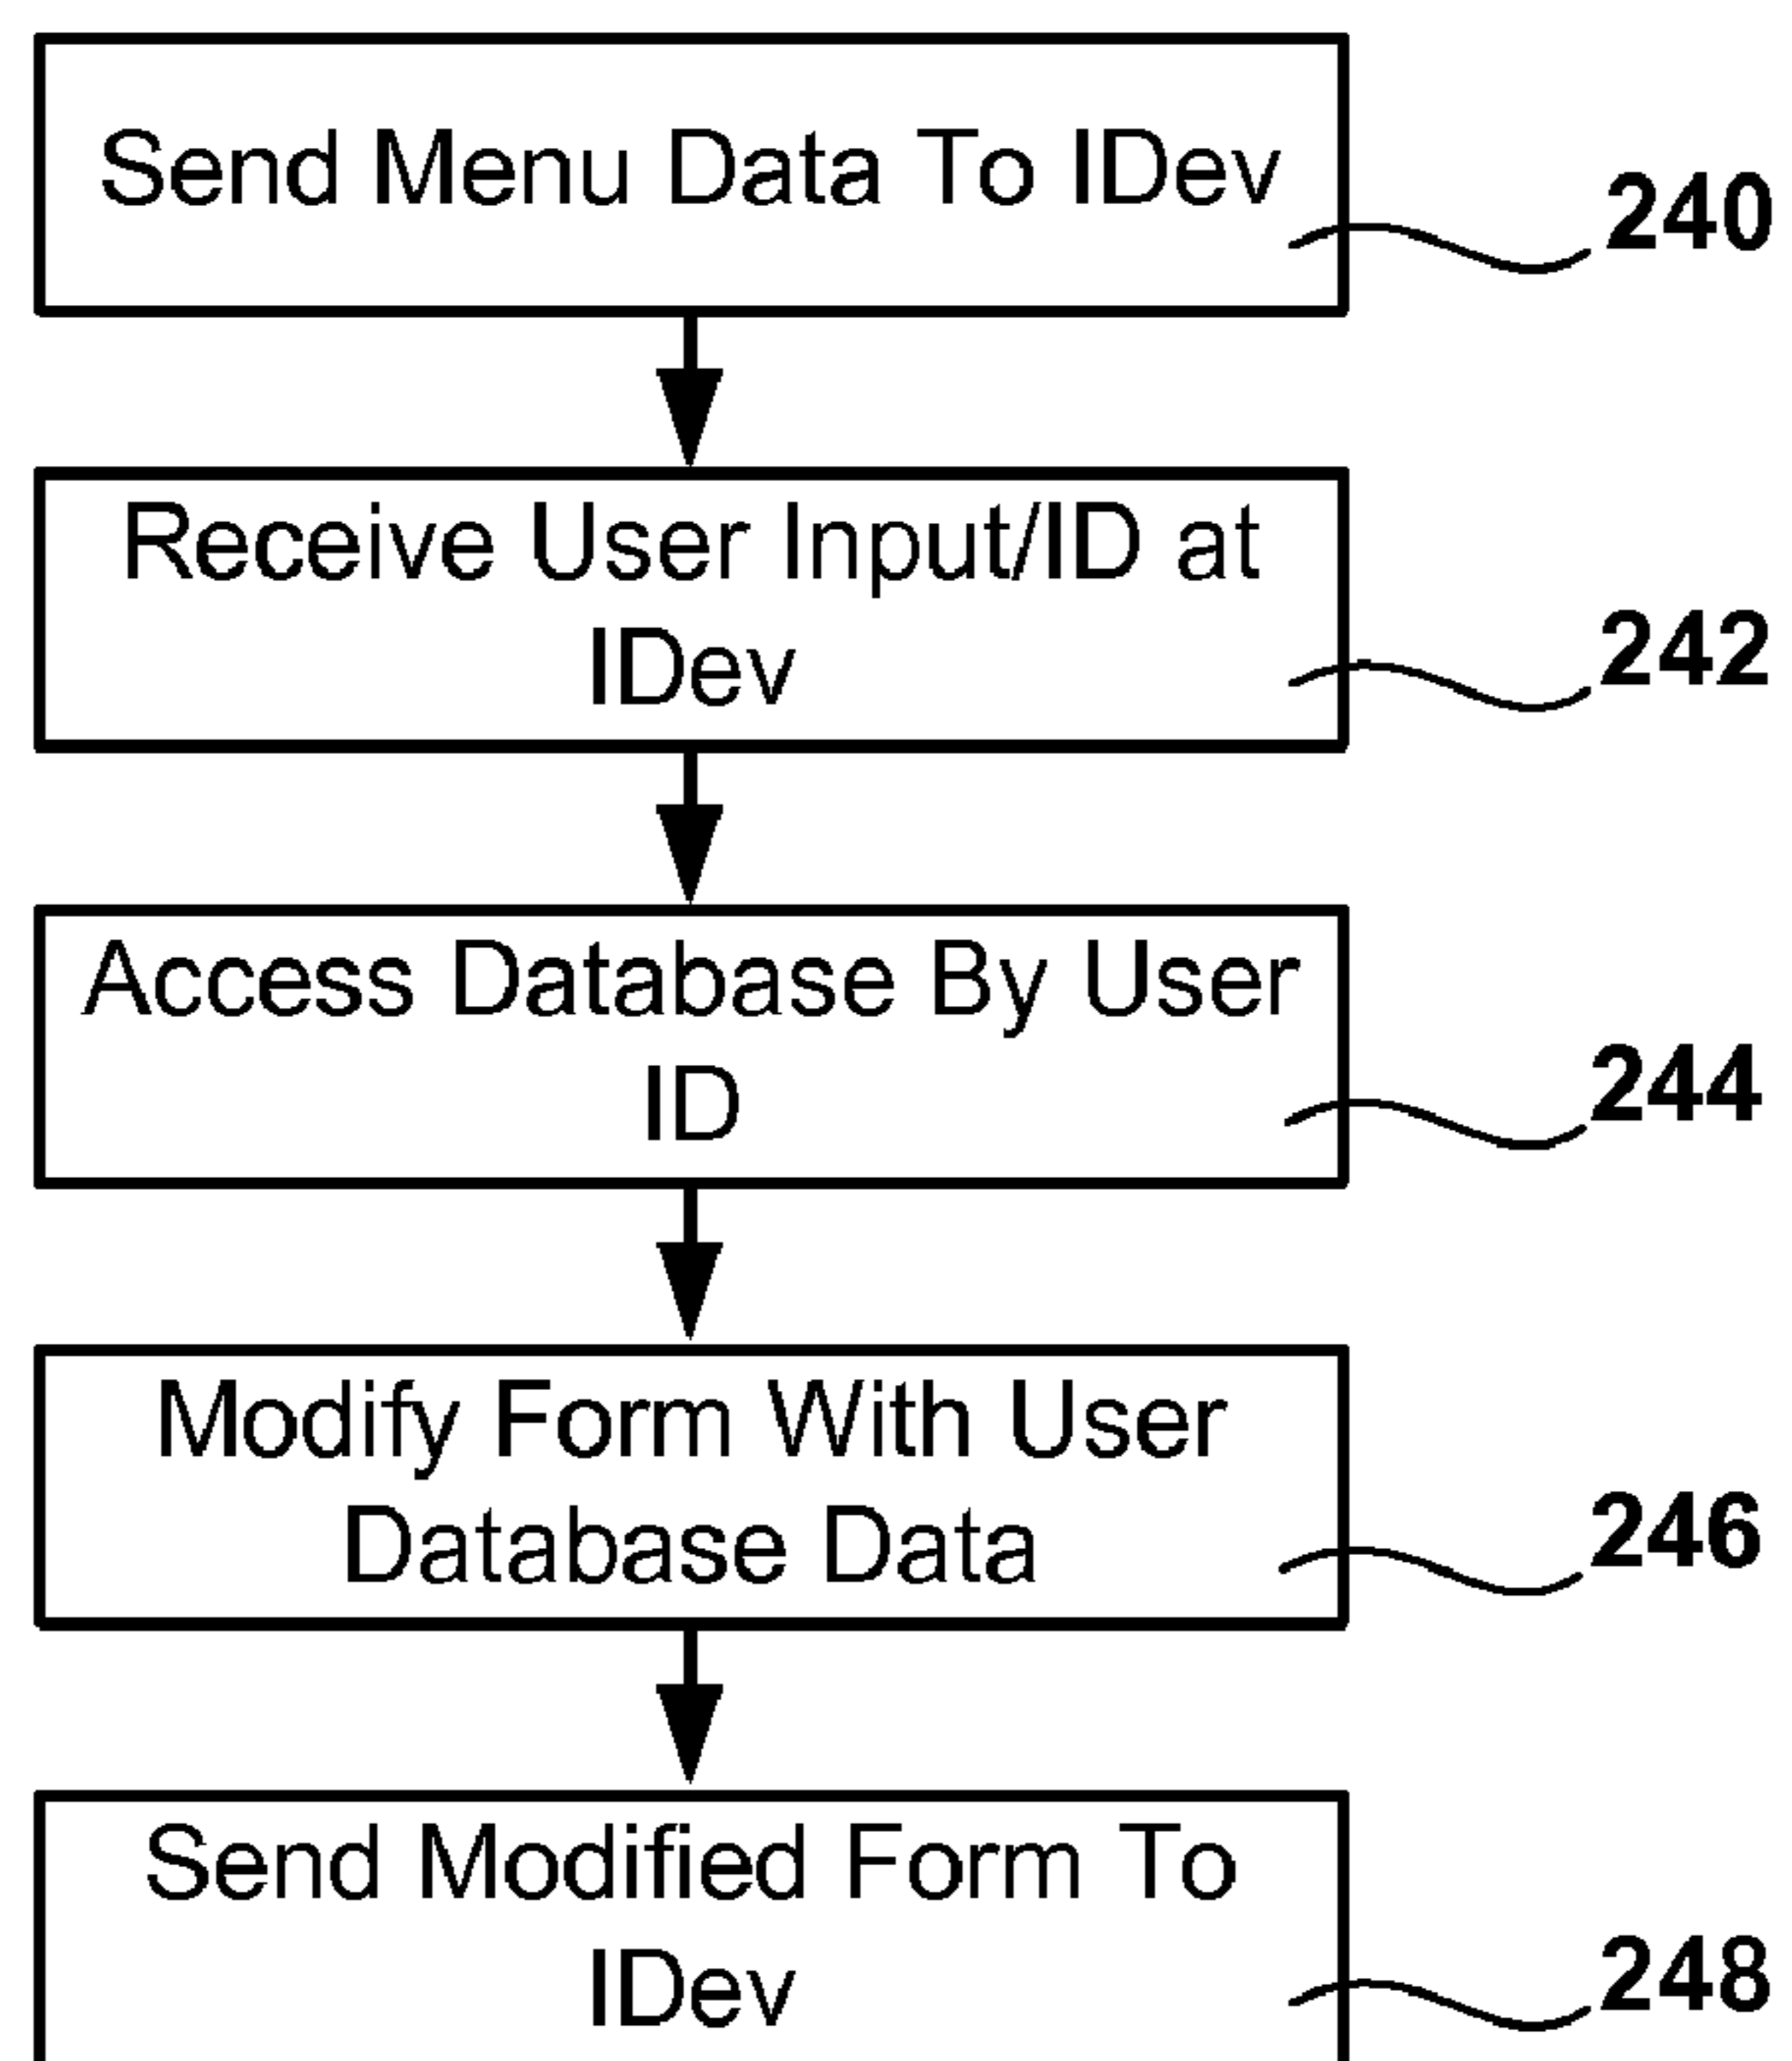 Send Menu Data To IDev
240
Receive User Input/ID at
IDev
242
Access Database By User
ID
244
Modify Form With User
Database Data
246
Send Modified Form To
IDev
248